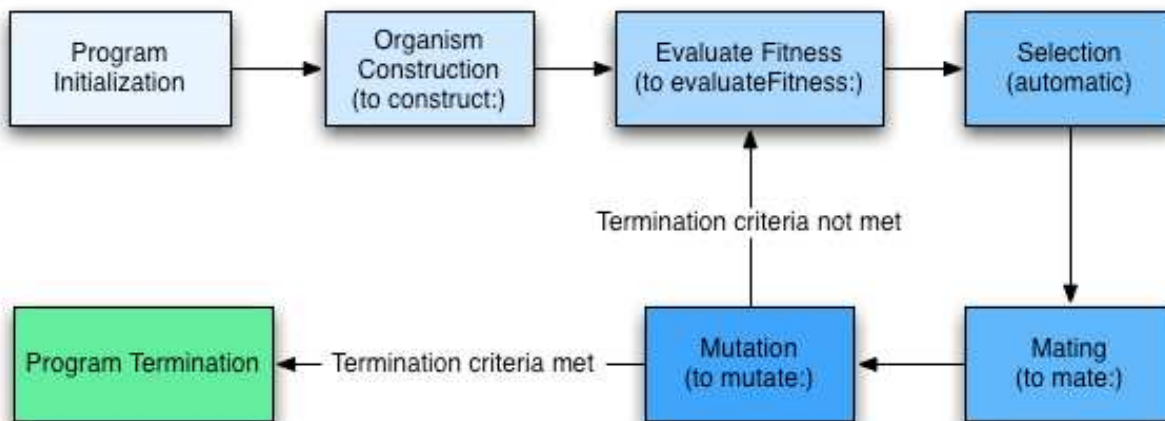 Program
Initialization
Organism
Construction
(to construct:)
Evaluate Fitness
(to evaluateFitness:)
Selection
(automatic)
Termination criteria not met
Program Termination
Termination criteria met
Mutation
(to mutate:)
Mating
(to mate:)